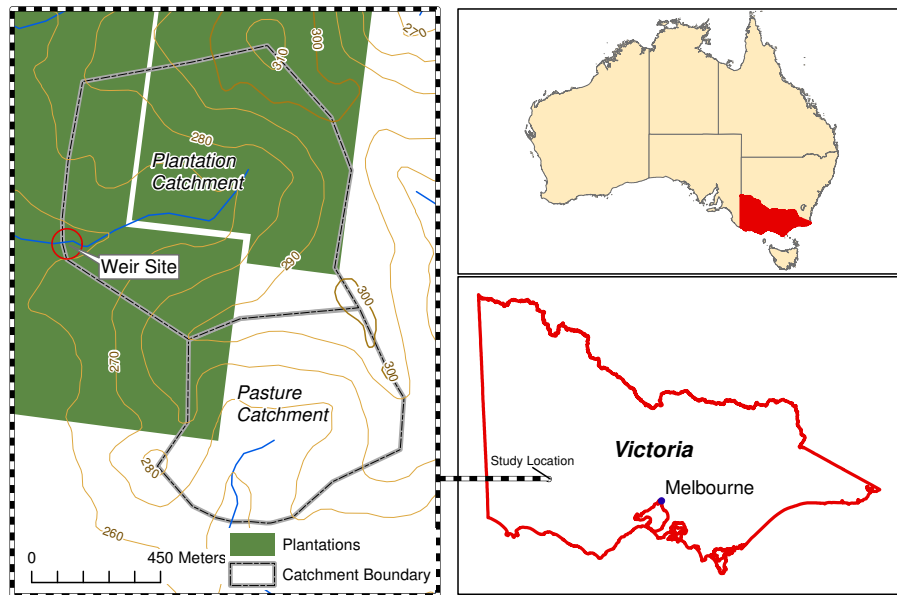 270
300
310
280
Plantation
Catchment
Weir Site
290
300
270
300
Pasture
Catchment
280
260
0
450 Meters
Plantations
Catchment Boundary
Victoria
Study Location
Melbourne